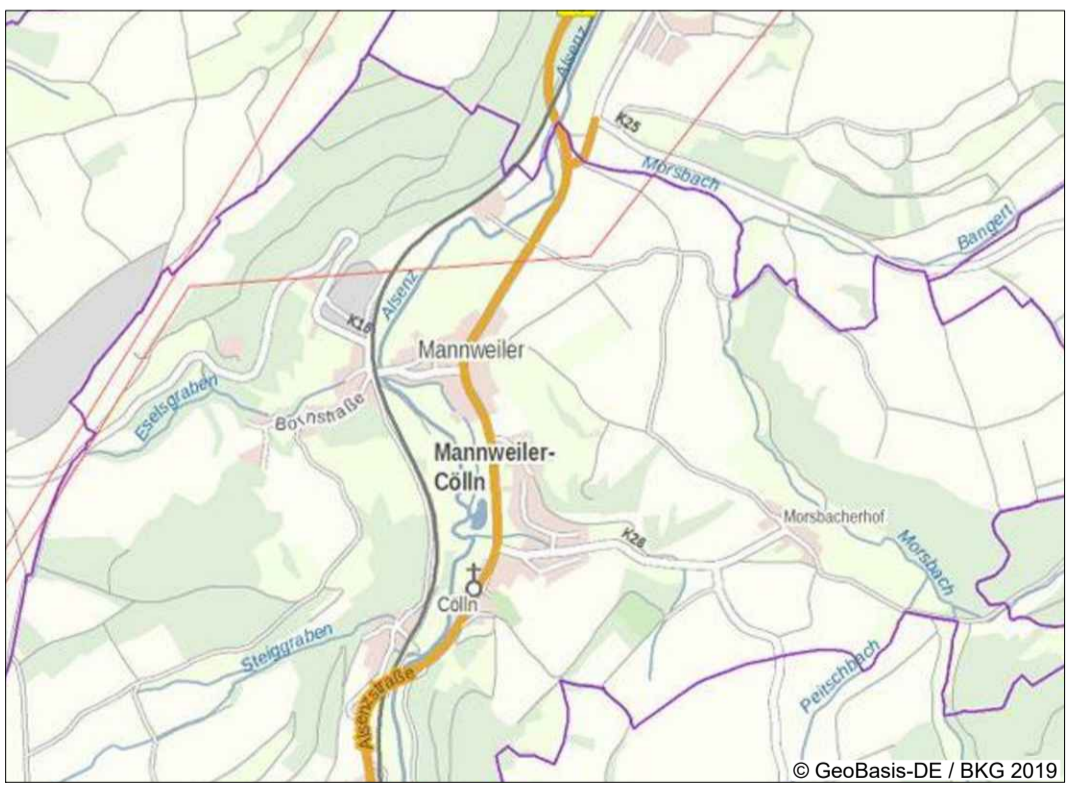 Alsenz
K25
Morsbach
Bangert
Alsenz
K18
Mannweiler
Eselsgraben
Bornstraße
Mannweiler-
Cölln
Morsbacherhof
K28
Morsbach
Cölln
Steiggraben
Peitschbach
Alsenzstraße
© GeoBasis-DE / BKG 2019